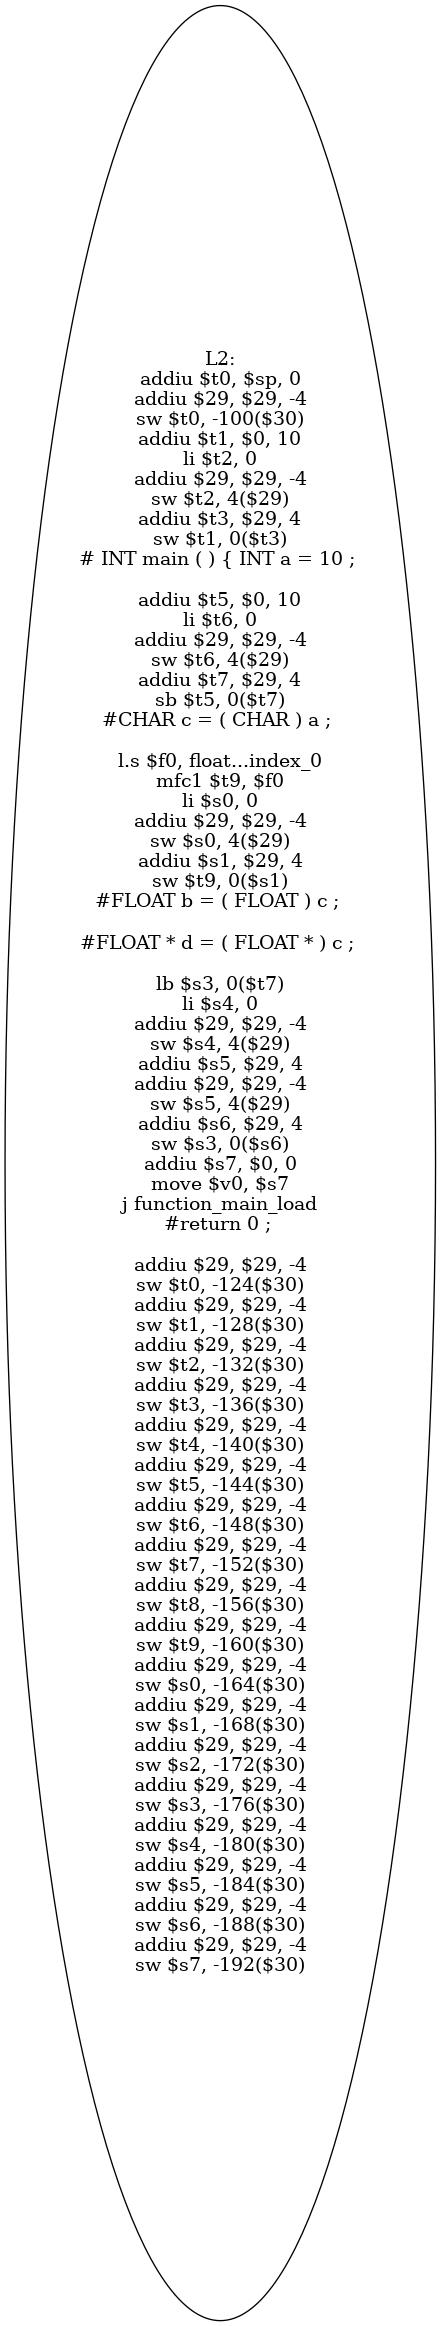 L2:
addiu $t0, $sp, 0
addiu $29, $29, -4
sw $t0, -100($30)
addiu $t1, $0, 10
li $t2, 0
addiu $29, $29, -4
sw $t2, 4($29)
addiu $t3, $29, 4
sw $t1, 0($t3)
# INT main ( ) { INT a = 10 ;
addiu $t5, $0, 10
li $t6, 0
addiu $29, $29, -4
sw $t6, 4($29)
addiu $t7, $29, 4
sb $t5, 0($t7)
#CHAR c = ( CHAR ) a ;
l.s $f0, float...index_0
mfc1 $t9, $f0
li $s0, 0
addiu $29, $29, -4
sw $s0, 4($29)
addiu $s1, $29, 4
sw $t9, 0($s1)
#FLOAT b = ( FLOAT ) c ;
#FLOAT * d = ( FLOAT * ) c ;
lb $s3, 0($t7)
li $s4, 0
addiu $29, $29, -4
sw $s4, 4($29)
addiu $s5, $29, 4
addiu $29, $29, -4
sw $s5, 4($29)
addiu $s6, $29, 4
sw $s3, 0($s6)
addiu $s7, $0, 0
move $v0, $s7
j function_main_load
#return 0 ;
addiu $29, $29, -4
sw $t0, -124($30)
addiu $29, $29, -4
sw $t1, -128($30)
addiu $29, $29, -4
sw $t2, -132($30)
addiu $29, $29, -4
sw $t3, -136($30)
addiu $29, $29, -4
sw $t4, -140($30)
addiu $29, $29, -4
sw $t5, -144($30)
addiu $29, $29, -4
sw $t6, -148($30)
addiu $29, $29, -4
sw $t7, -152($30)
addiu $29, $29, -4
sw $t8, -156($30)
addiu $29, $29, -4
sw $t9, -160($30)
addiu $29, $29, -4
sw $s0, -164($30)
addiu $29, $29, -4
sw $s1, -168($30)
addiu $29, $29, -4
sw $s2, -172($30)
addiu $29, $29, -4
sw $s3, -176($30)
addiu $29, $29, -4
sw $s4, -180($30)
addiu $29, $29, -4
sw $s5, -184($30)
addiu $29, $29, -4
sw $s6, -188($30)
addiu $29, $29, -4
sw $s7, -192($30)